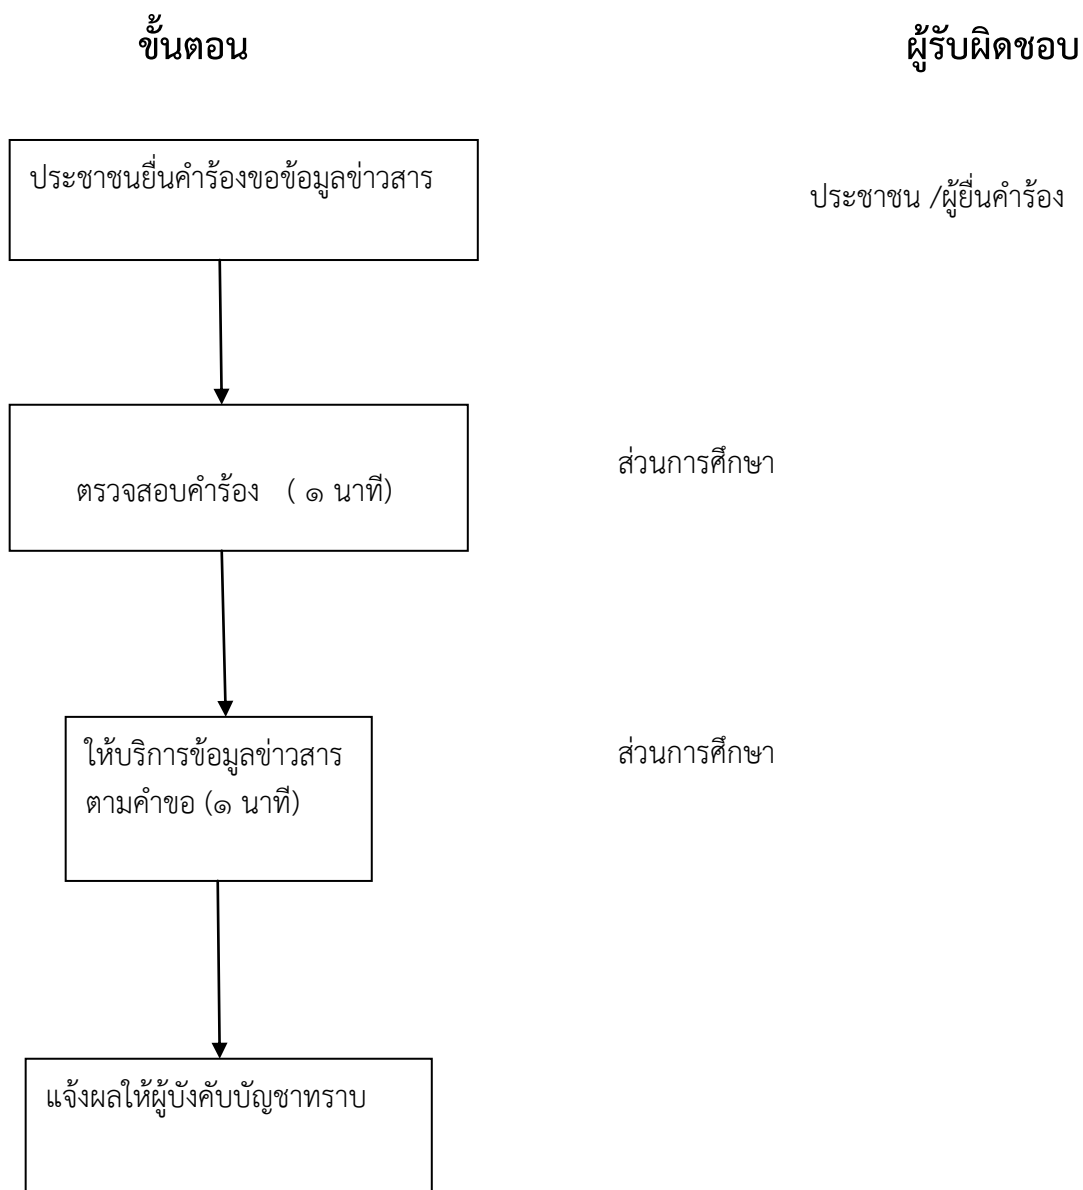 ขั้นตอน ผู้รับผิดชอบ
ประชาชนยื่นคำร้องขอข้อมูลข่าวสาร
ประชาชน /ผู้ยื่นคำร้อง
ส่วนการศึกษา
ตรวจสอบคำร้อง ( ๑ นาที)
ให้บริการข้อมูลข่าวสาร
ตามคำขอ (๑ นาที)
ส่วนการศึกษา
แจ้งผลให้ผู้บังคับบัญชาทราบ